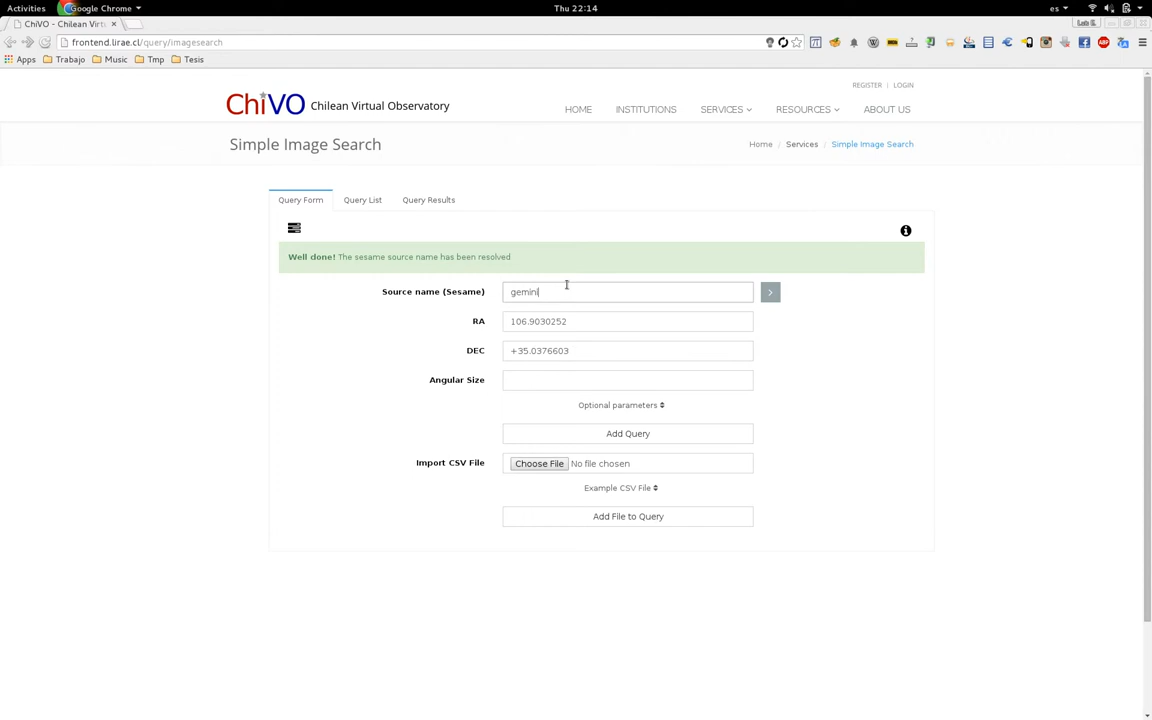 Activities Google Chrome Thu 22:14 es
ChiVO - Chilean Virtu Lab I.
frontend.lirae.cl/query/imagesearch
Apps Trabajo Music Tmp Tesis
REGISTER / LOGIN
ChiVO Chilean Virtual Observatory HOME INSTITUTIONS SERVICES RESOURCES ABOUT US
Simple Image Search Home / Services / Simple Image Search
Query Form Query List Query Results
Well done! The sesame source name has been resolved
Source name (Sesame) gemini
RA 106.9030252
DEC +35.0376603
Angular Size
Optional parameters
Add Query
Import CSV File Choose File No file chosen
Example CSV File
Add File to Query